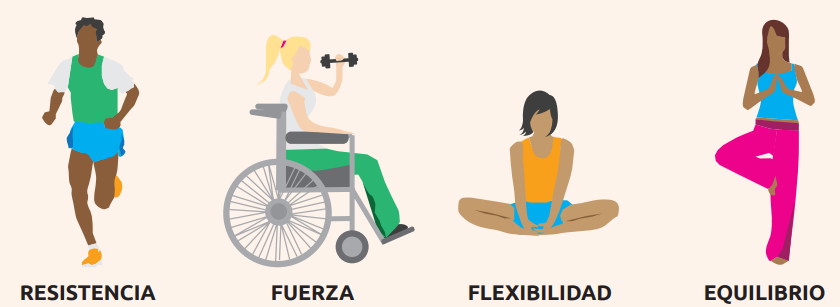 RESISTENCIA
FUERZA
FLEXIBILIDAD
EQUILIBRIO